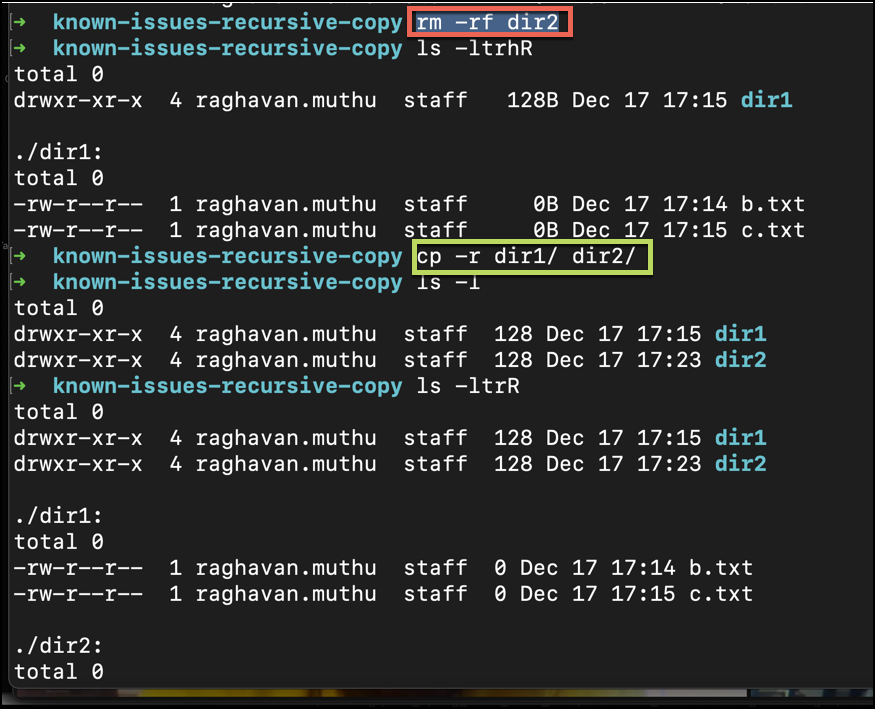 → known-issues-recursive-copy rm -rf dir2
→ known-issues-recursive-copy ls -ltrhR
total 0
drwxr-xr-x 4 raghavan.muthu staff 128B Dec 17 17:15 dir1
./dir1:
total 0
-rw-r--r-- 1 raghavan.muthu staff 0B Dec 17 17:14 b.txt
-rw-r--r-- 1 raghavan.muthu staff 0B Dec 17 17:15 c.txt
→ known-issues-recursive-copy cp -r dir1/ dir2/
→ known-issues-recursive-copy ls -l
total 0
drwxr-xr-x 4 raghavan.muthu staff 128 Dec 17 17:15 dir1
drwxr-xr-x 4 raghavan.muthu staff 128 Dec 17 17:23 dir2
→ known-issues-recursive-copy ls -ltrR
total 0
drwxr-xr-x 4 raghavan.muthu staff 128 Dec 17 17:15 dir1
drwxr-xr-x 4 raghavan.muthu staff 128 Dec 17 17:23 dir2
./dir1:
total 0
-rw-r--r-- 1 raghavan.muthu staff 0 Dec 17 17:14 b.txt
-rw-r--r-- 1 raghavan.muthu staff 0 Dec 17 17:15 c.txt
./dir2:
total 0